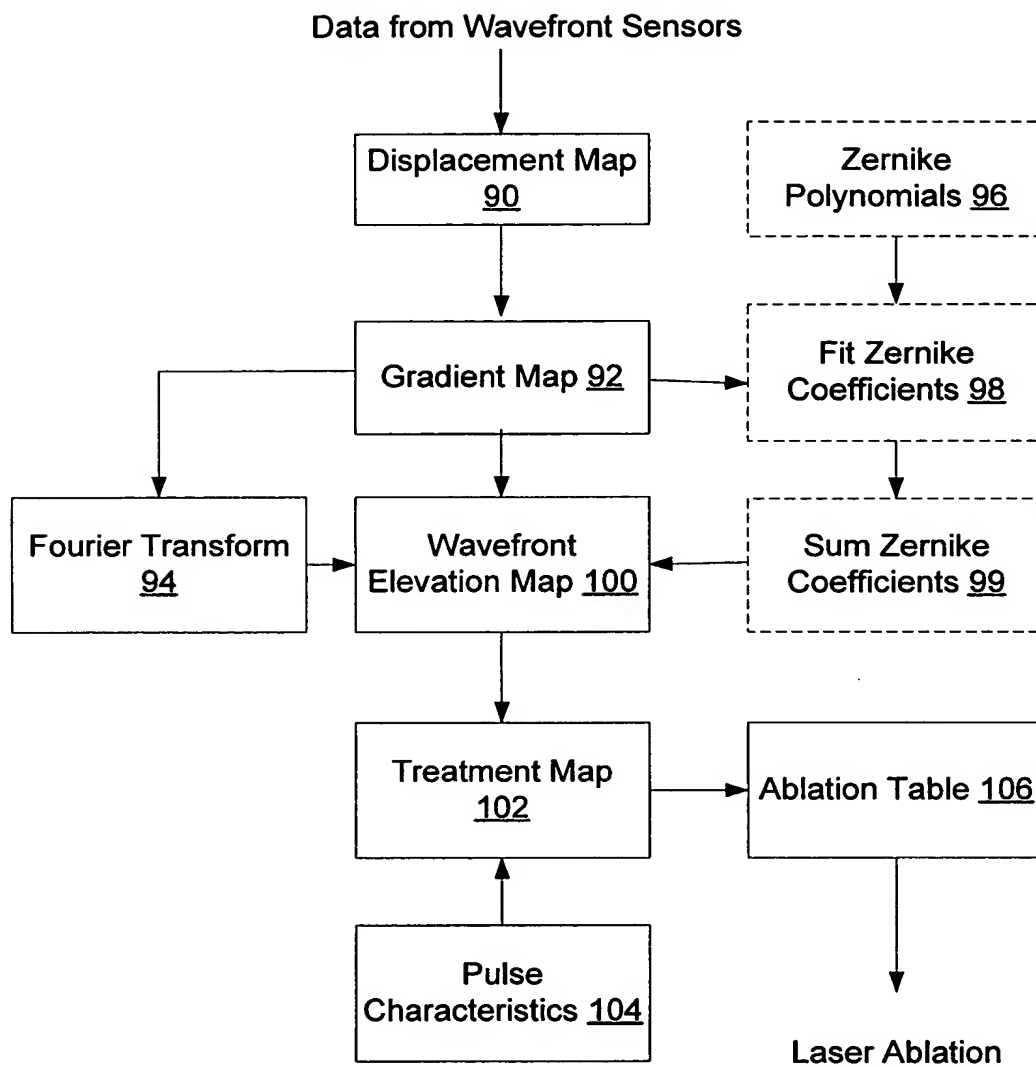 Data from Wavefront Sensors
Displacement Map
90
Zernike
Polynomials 96
Gradient Map 92
Fit Zernike
Coefficients 98
Fourier Transform
94
Wavefront
Elevation Map 100
Sum Zernike
Coefficients 99
Treatment Map
102
Ablation Table 106
Pulse
Characteristics 104
Laser Ablation